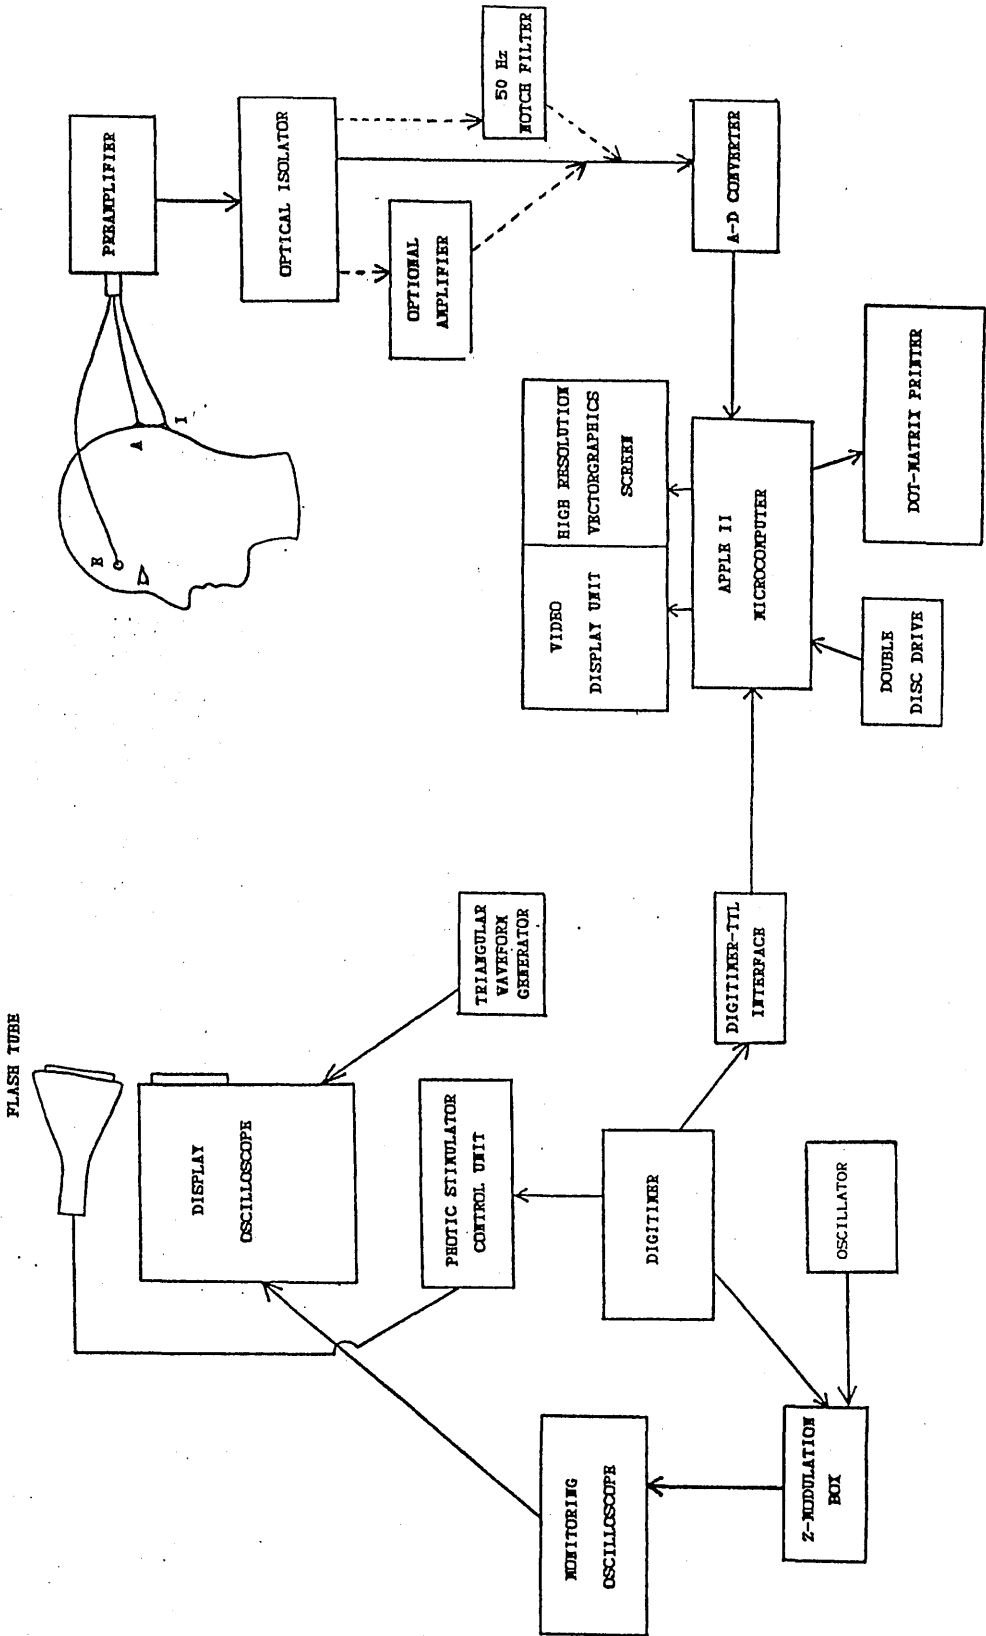 FLASH TUBE
DISPLAY
OSCILLOSCOPE
E
A
I
PREAMPLIFIER
OPTICAL ISOLATOR
TRIANGULAR
WAVEFORM
GENERATOR
PHOTIC STIMULATOR
CONTROL UNIT
OPTIONAL
AMPLIFIER
50 Hz
NOTCH FILTER
MONITORING
OSCILLOSCOPE
DIGITIMER
VIDEO
DISPLAY UNIT
HIGH RESOLUTION
VECTORGRAPHICS
SCREEN
DIGITIMER-TTL
INTERFACE
APPLE II
MICROCOMPUTER
A-D CONVERTER
Z-MODULATION
BOX
OSCILLATOR
DOUBLE
DISC DRIVE
DOT-MATRIX PRINTER